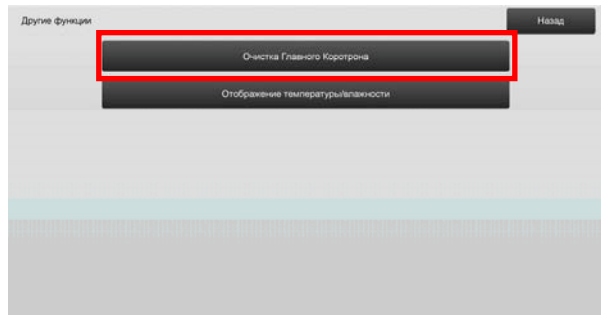 Другие функции
Назад
Очистка Главного Коротрона
Отображение температуры/влажности